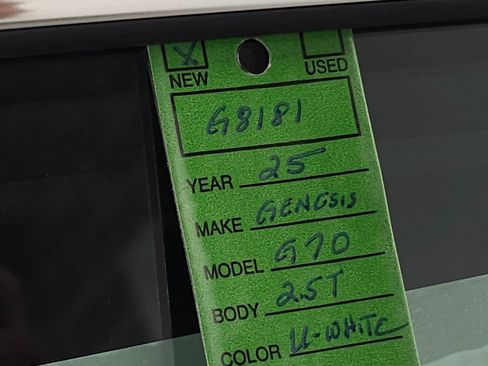 X
NEW USED
G8181
YEAR 25
MAKE GENESIS
MODEL G70
BODY 2.5T
COLOR U-WHITE